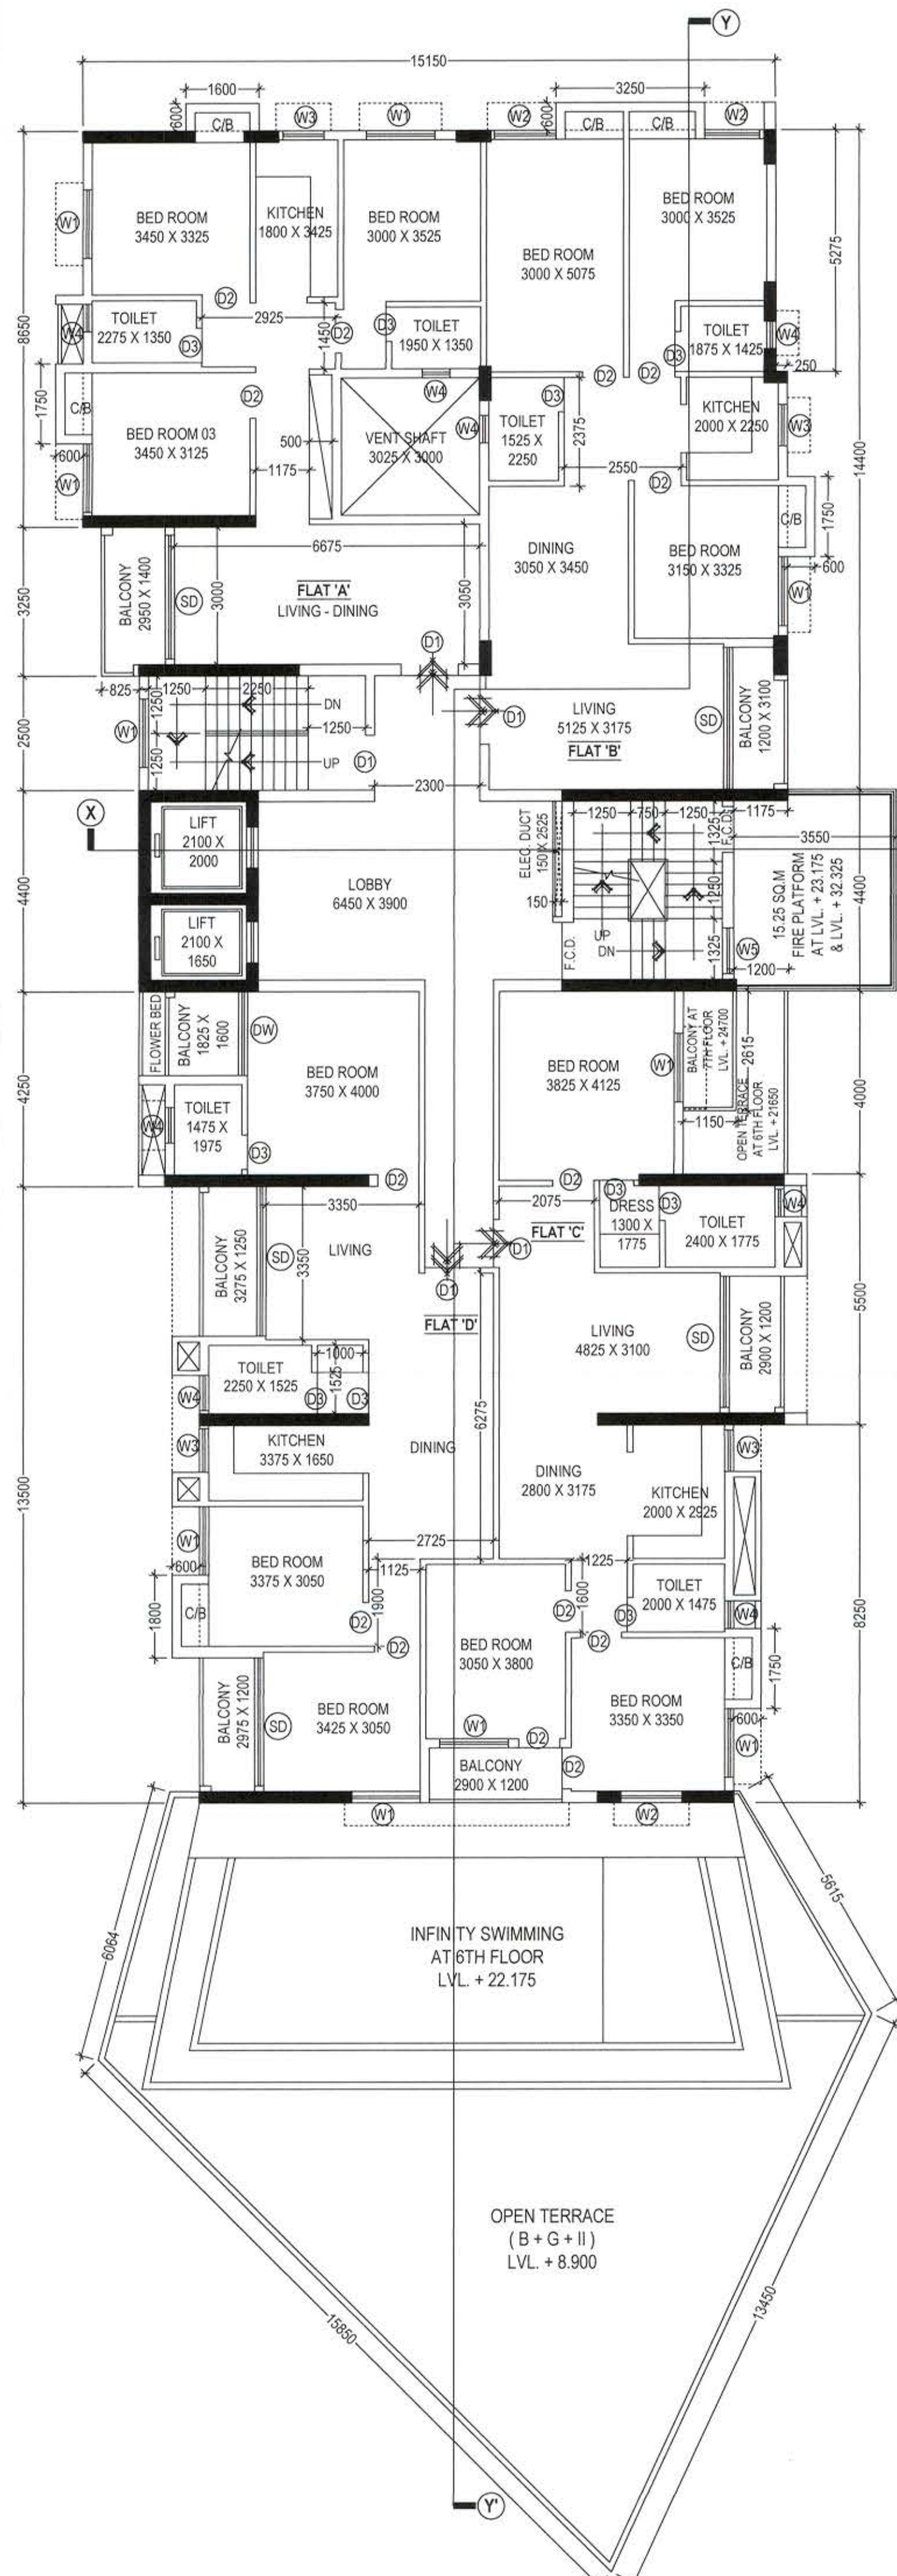 Y
15150
1600
3250
600
C/B
W3
W1
W2
600
C/B
C/B
W2
BED ROOM
3450 X 3325
KITCHEN
1800 X 3425
BED ROOM
3000 X 3525
BED ROOM
3000 X 5075
BED ROOM
3000 X 3525
W1
5275
8650
D2
2925
W4
TOILET
2275 X 1350
D3
1450
D2
D3
TOILET
1950 X 1350
TOILET
1875 X 1425
D3
W4
250
D2
D2
W4
1750
C/B
D2
BED ROOM 03
3450 X 3125
500
VENT SHAFT
3025 X 3000
W4
D3
TOILET
1525 X
2250
2375
KITCHEN
2000 X 2250
W3
14400
600
W1
1175
2550
D2
C/B
1750
6675
DINING
3050 X 3450
BED ROOM
3150 X 3325
600
W1
3250
BALCONY
2950 X 1400
SD
3000
FLAT 'A'
LIVING - DINING
3050
D1
825
1250
2250
DN
1250
1250
1250
W1
UP
D1
2500
D1
LIVING
5125 X 3175
FLAT 'B'
SD
BALCONY
1200 X 3100
2300
X
LIFT
2100 X
2000
LOBBY
6450 X 3900
LIFT
2100 X
1650
4400
ELEC. DUCT
150 X 2525
150
1250
750
1250
1325
F.C.D.
1175
3550
1250
15.25 SQ.M
FIRE PLATFORM
AT LVL. + 23.175
& LVL. + 32.325
4400
F.C.D.
UP
DN
1325
W5
1200
FLOWER BED
BALCONY
1825 X
1600
DW
BED ROOM
3750 X 4000
BED ROOM
3825 X 4125
W1
BALCONY AT
7TH FLOOR
LVL. + 24700
2615
1150
OPEN TERRACE
AT 6TH FLOOR
LVL. + 21650
4000
4250
W4
TOILET
1475 X
1975
D3
D2
D2
D3
3350
2075
DRESS
1300 X
1775
D3
TOILET
2400 X 1775
W4
BALCONY
3275 X 1250
SD
3350
LIVING
FLAT 'C'
D1
D1
FLAT 'D'
LIVING
4825 X 3100
SD
BALCONY
2900 X 1200
5500
TOILET
2250 X 1525
1000
1525
D3
D3
W4
6275
W3
KITCHEN
3375 X 1650
DINING
DINING
2800 X 3175
KITCHEN
2000 X 2925
W3
13500
W1
600
BED ROOM
3375 X 3050
2725
1125
1900
1225
1600
TOILET
2000 X 1475
W4
D3
1800
C/B
D2
D2
D2
D2
BED ROOM
3050 X 3800
C/B
1750
8250
BALCONY
2975 X 1200
SD
BED ROOM
3425 X 3050
BED ROOM
3350 X 3350
600
W1
W1
D2
D2
BALCONY
2900 X 1200
W1
W2
6064
5615
INFINITY SWIMMING
AT 6TH FLOOR
LVL. + 22.175
OPEN TERRACE
( B + G + II )
LVL. + 8.900
15850
13450
Y'